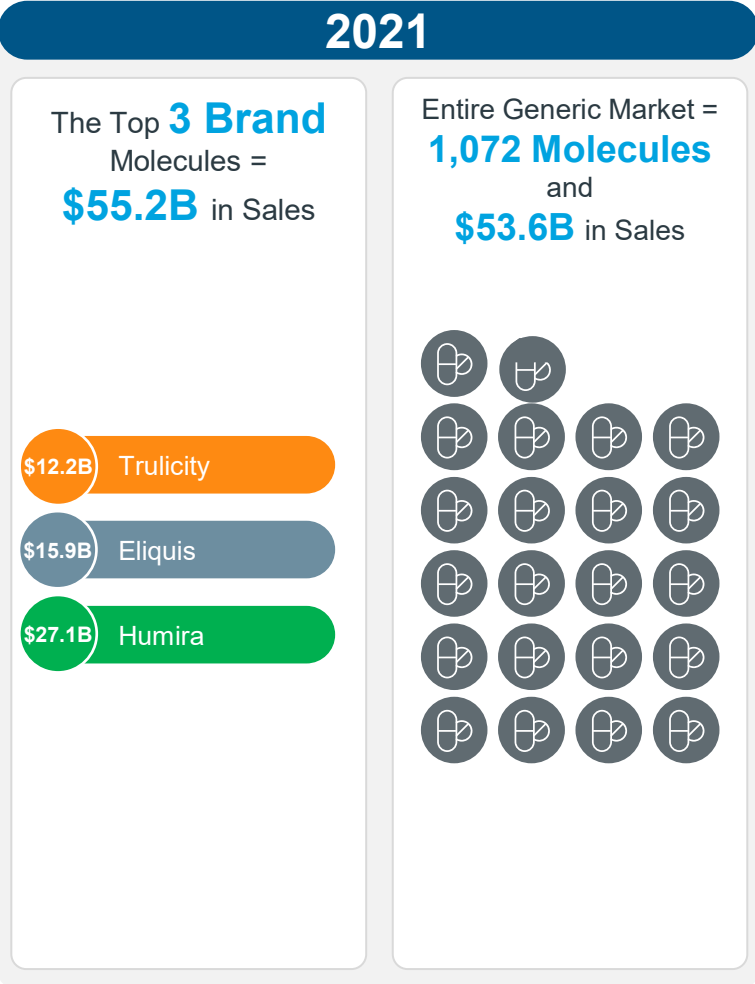 2021
The Top 3 Brand
Molecules =
$55.2B in Sales
$12.2B Trulicity
$15.9B Eliquis
$27.1B Humira
Entire Generic Market =
1,072 Molecules
and
$53.6B in Sales